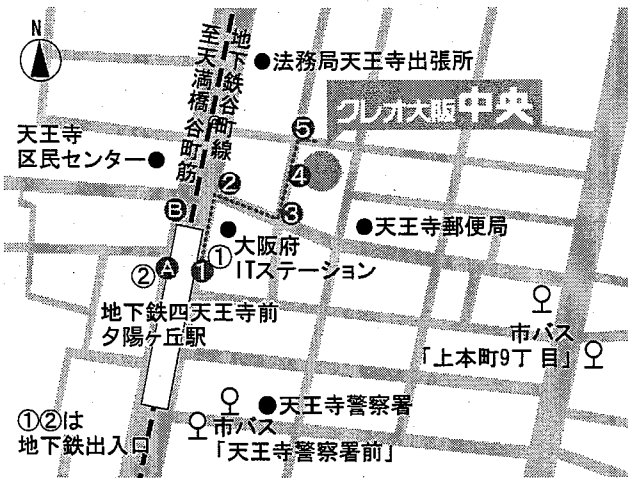 N
地下鉄谷町線
至天満橋 谷町筋
●法務局天王寺出張所
クレオ大阪中央
天王寺
区民センター●
5
4
2
3
B
●天王寺郵便局
大阪府
ITステーション
①
1
② A
地下鉄四天王寺前
夕陽ヶ丘駅
市バス
「上本町9丁目」
●天王寺警察署
市バス
「天王寺警察署前」
①②は
地下鉄出入口